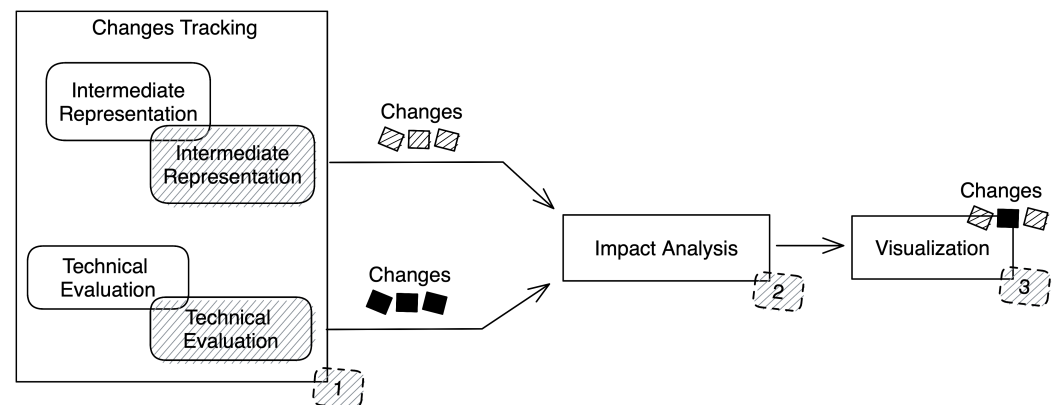 Changes Tracking
Intermediate
Representation
Intermediate
Representation
Technical
Evaluation
Technical
Evaluation
1
Changes
Changes
Impact Analysis
2
Changes
Visualization
3